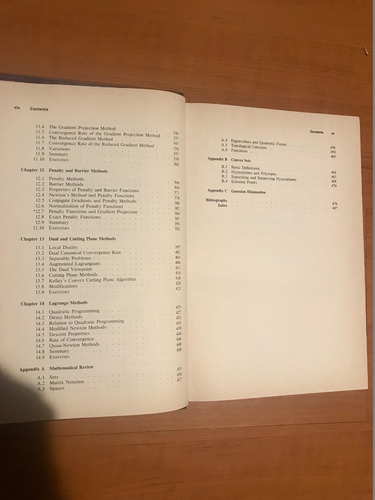 xiv Contents
11.4 The Gradient Projection Method
11.5 Convergence Rate of the Gradient Projection Method
11.6 The Reduced Gradient Method
11.7 Convergence Rate of the Reduced Gradient Method
11.8 Variations
11.9 Summary
11.10 Exercises
Chapter 12 Penalty and Barrier Methods
12.1 Penalty Methods
12.2 Barrier Methods
12.3 Properties of Penalty and Barrier Functions
12.4 Newton's Method and Penalty Functions
12.5 Conjugate Gradients and Penalty Methods
12.6 Normalization of Penalty Functions
*12.7 Penalty Functions and Gradient Projection
12.8 Exact Penalty Functions
12.9 Summary
12.10 Exercises
Chapter 13 Dual and Cutting Plane Methods
13.1 Local Duality
13.2 Dual Canonical Convergence Rate
13.3 Separable Problems
13.4 Augmented Lagrangians
13.5 The Dual Viewpoint
13.6 Cutting Plane Methods
13.7 Kelley's Convex Cutting Plane Algorithm
13.8 Modifications
13.9 Exercises
Chapter 14 Lagrange Methods
14.1 Quadratic Programming
14.2 Direct Methods
14.3 Relation to Quadratic Programming
14.4 Modified Newton Methods
14.5 Descent Properties
14.6 Rate of Convergence
14.7 Quasi-Newton Methods
14.8 Summary
14.9 Exercises
Appendix A Mathematical Review
A.1 Sets
A.2 Matrix Notation
A.3 Spaces
Contents xv
A.4 Eigenvalues and Quadratic Forms
A.5 Topological Concepts
A.6 Functions
Appendix B Convex Sets
B.1 Basic Definitions
B.2 Hyperplanes and Polytopes
B.3 Separating and Supporting Hyperplanes
B.4 Extreme Points
Appendix C Gaussian Elimination
Bibliography
Index